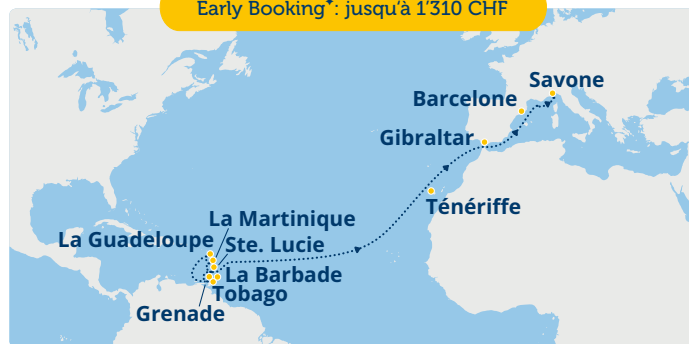 Early Booking✦: jusqu'à 1'310 CHF
Savone
Barcelone
Gibraltar
Ténériffe
La Martinique
La Guadeloupe
Ste. Lucie
La Barbade
Tobago
Grenade